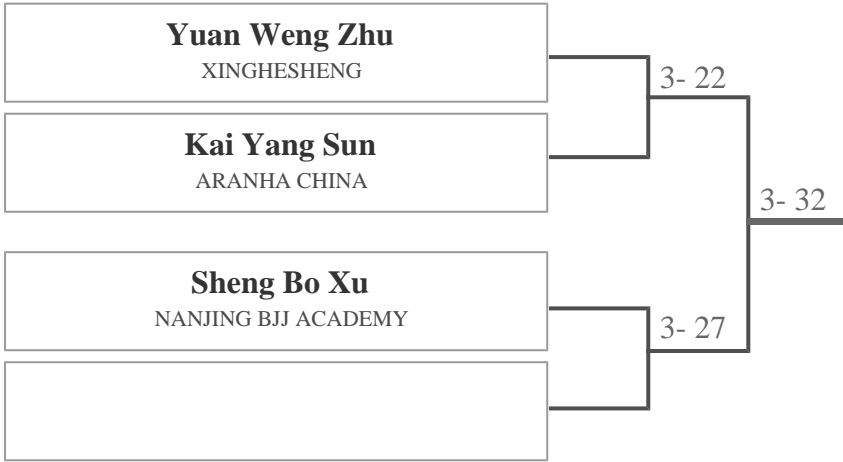 Yuan Weng Zhu
XINGHESHENG
3- 22
Kai Yang Sun
ARANHA CHINA
3- 32
Sheng Bo Xu
NANJING BJJ ACADEMY
3- 27